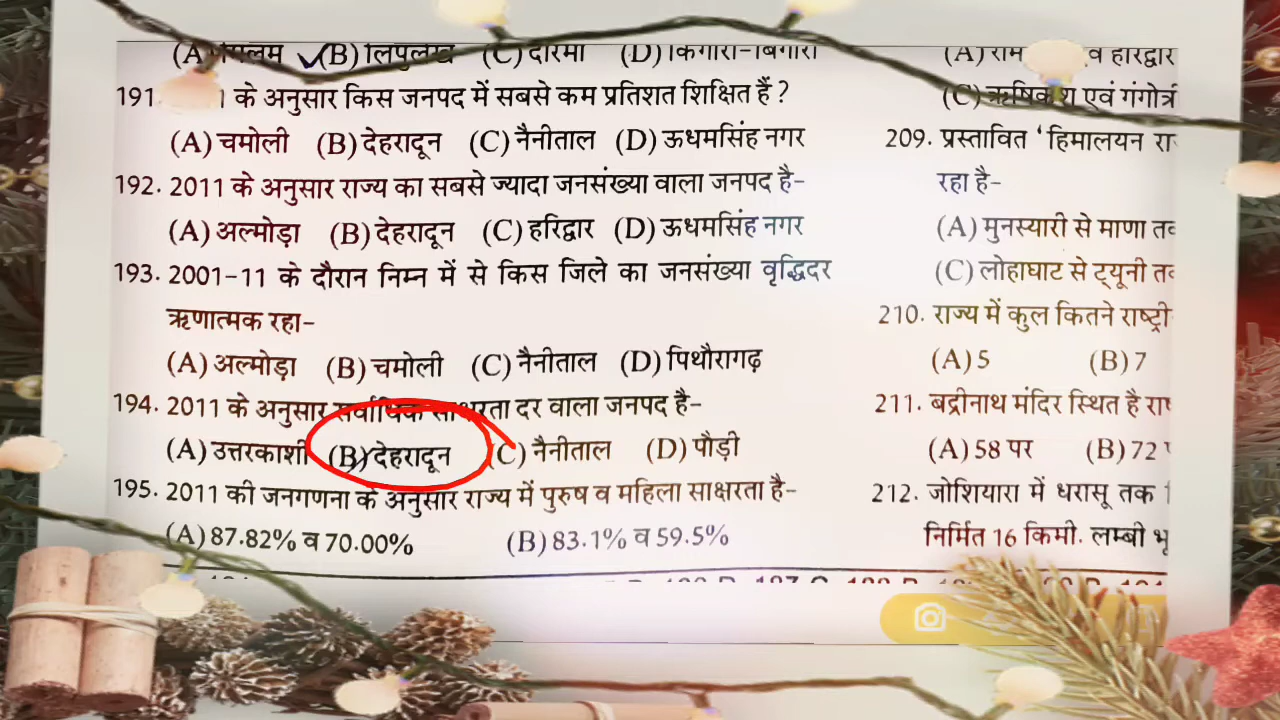 (B) लिपुलेख (C) दारमा (D) किंगारी-बिंगारी
191. के अनुसार किस जनपद में सबसे कम प्रतिशत शिक्षित हैं ?
(A) चमोली (B) देहरादून (C) नैनीताल (D) ऊधमसिंह नगर
192. 2011 के अनुसार राज्य का सबसे ज्यादा जनसंख्या वाला जनपद है-
(A) अल्मोड़ा (B) देहरादून (C) हरिद्वार (D) ऊधमसिंह नगर
193. 2001-11 के दौरान निम्न में से किस जिले का जनसंख्या वृद्धिदर
ऋणात्मक रहा-
(A) अल्मोड़ा (B) चमोली (C) नैनीताल (D) पिथौरागढ़
194. 2011 के अनुसार सर्वाधिक साक्षरता दर वाला जनपद है-
(A) उत्तरकाशी (B) देहरादून (C) नैनीताल (D) पौड़ी
195. 2011 की जनगणना के अनुसार राज्य में पुरुष व महिला साक्षरता है-
(A) 87.82% व 70.00% (B) 83.1% व 59.5%
(A) राम व हरिद्वार
(C) ऋषिकेश एवं गंगोत्री
209. प्रस्तावित 'हिमालयन
रहा है-
(A) मुनस्यारी से माणा
(C) लोहाघाट से ट्यूनी
210. राज्य में कुल कितने
(A) 5 (B) 7
211. बद्रीनाथ मंदिर स्थित है
(A) 58 पर (B) 72
212. जोशियारा में धरासू तक
निर्मित 16 किमी. लम्बी